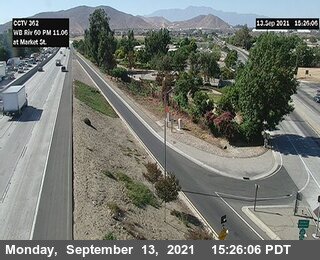 CCTV 362
WB Riv 60 PM 11.06
at Market St.
13 Sep 2021 15:26:06
Monday, September 13, 2021 15:26:06 PDT